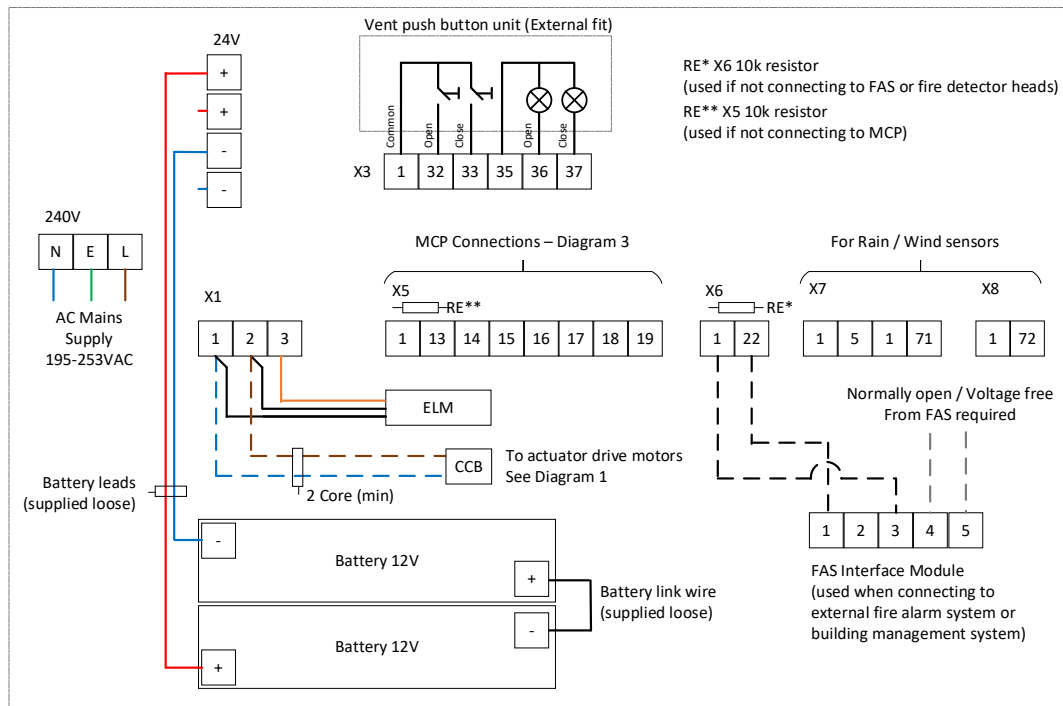 Vent push button unit (External fit)
24V
+
+
-
-
Common
Open
Close
Open
Close
X3
1 32 33 35 36 37
RE* X6 10k resistor
(used if not connecting to FAS or fire detector heads)
RE** X5 10k resistor
(used if not connecting to MCP)
240V
N E L
AC Mains
Supply
195-253VAC
MCP Connections – Diagram 3
For Rain / Wind sensors
X1
1 2 3
X5
RE**
1 13 14 15 16 17 18 19
X6
RE*
1 22
X7
1 5 1 71
X8
1 72
ELM
CCB
To actuator drive motors
See Diagram 1
2 Core (min)
Normally open / Voltage free
From FAS required
Battery leads
(supplied loose)
-
Battery 12V
+
Battery link wire
(supplied loose)
-
Battery 12V
+
1 2 3 4 5
FAS Interface Module
(used when connecting to
external fire alarm system or
building management system)